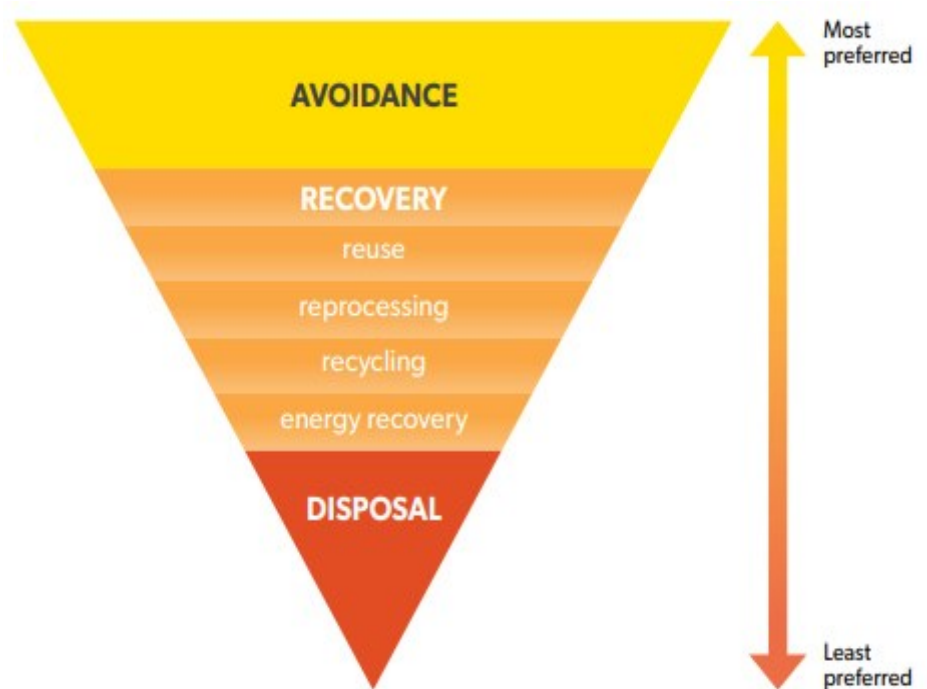 Most
preferred
AVOIDANCE
RECOVERY
reuse
reprocessing
recycling
energy recovery
DISPOSAL
Least
preferred